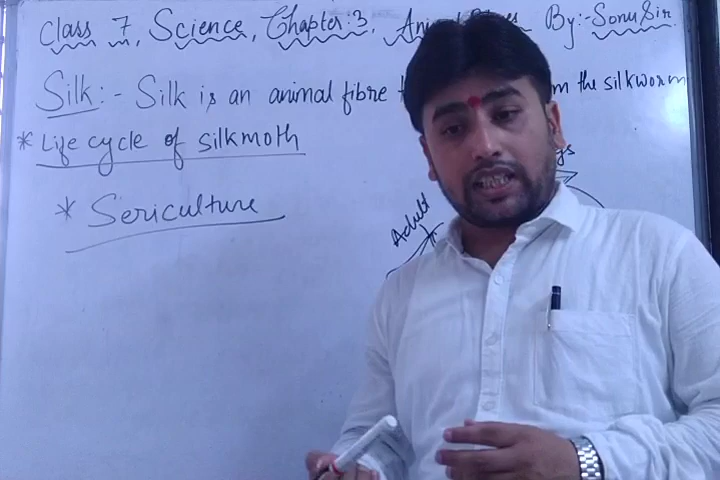 Class 7, Science, Chapter:3, By:-Sonu Sir
Silk:- Silk is an animal fibre the silkworm
* Life cycle of silkmoth
* Sericulture
Adult